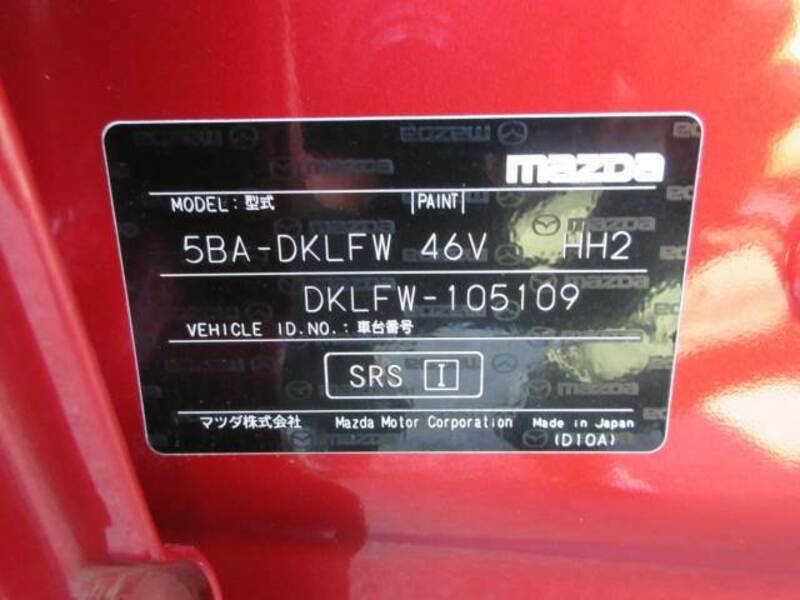 mazda
MODEL: 型式 PAINT
5BA-DKLFW 46V HH2
DKLFW-105109
VEHICLE ID.NO.: 車台番号
SRS I
マツダ株式会社 Mazda Motor Corporation Made in Japan
(D10A)